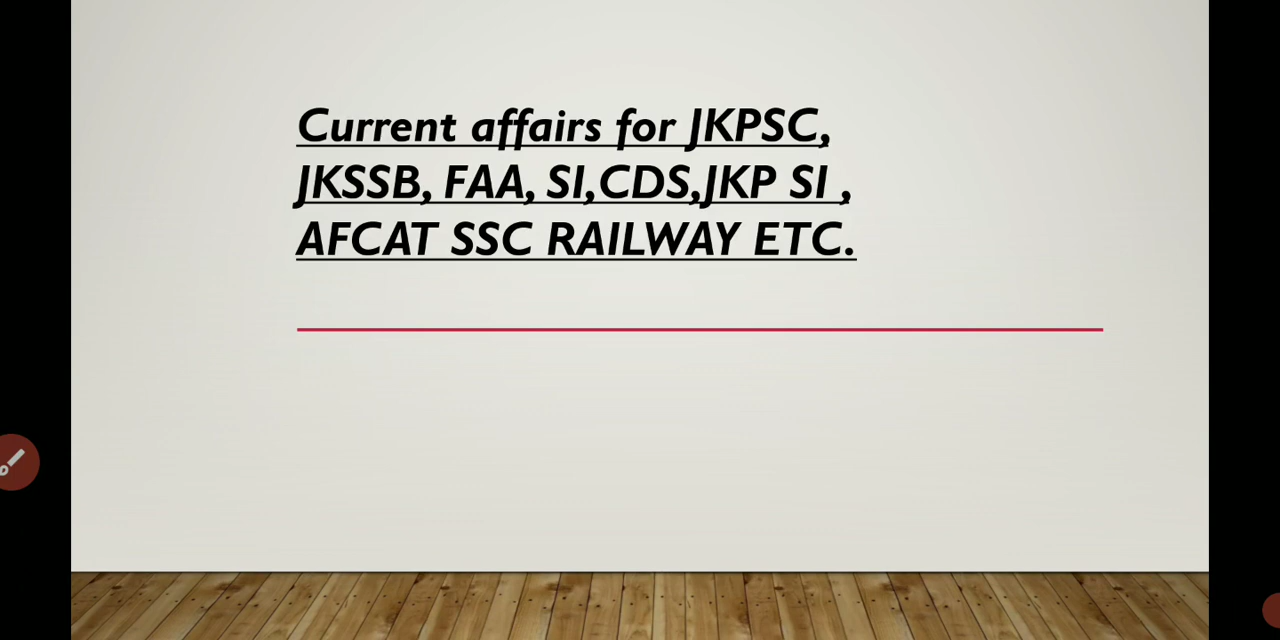 Current affairs for JKPSC,
JKSSB, FAA, SI,CDS,JKP SI ,
AFCAT SSC RAILWAY ETC.